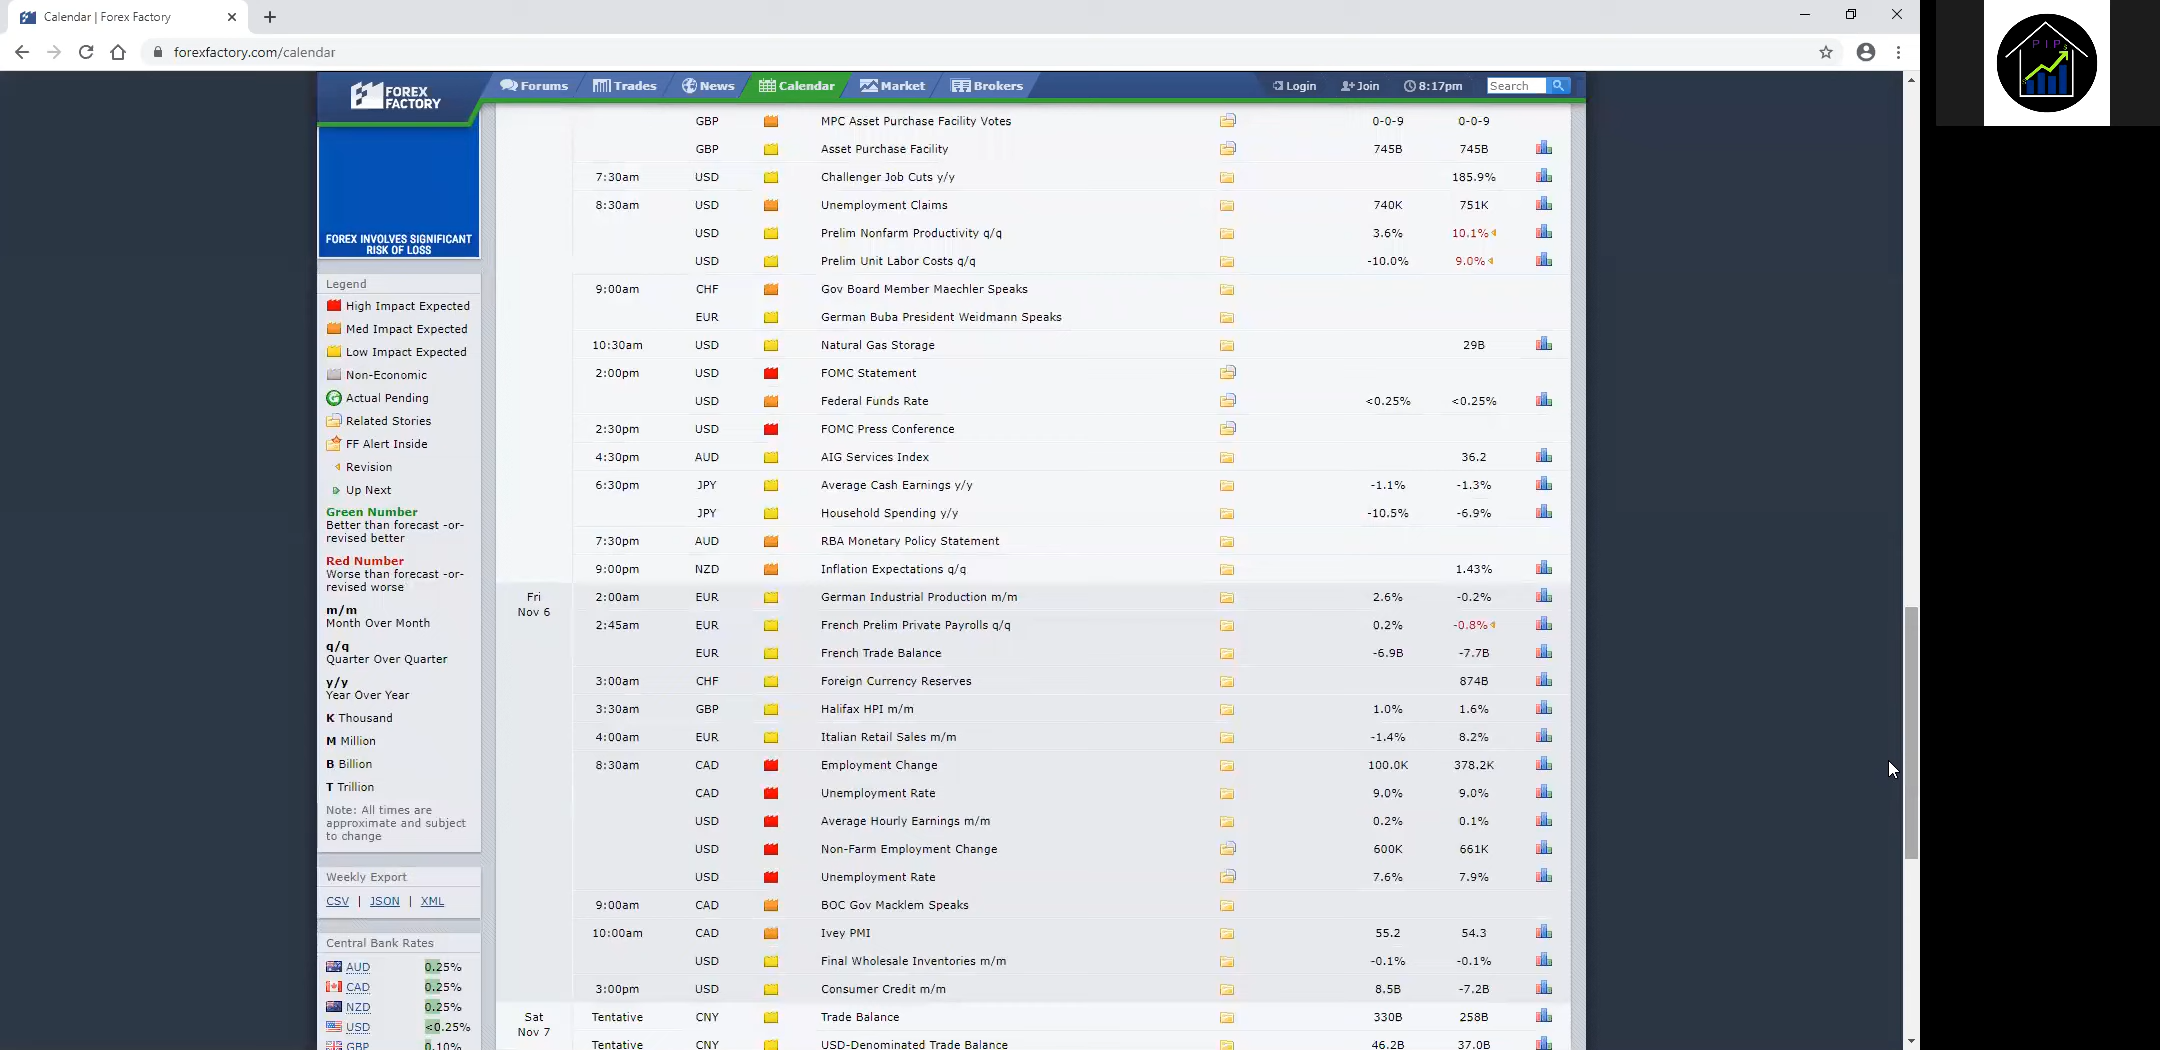 Calendar | Forex Factory
forexfactory.com/calendar
FOREX FACTORY
Forums Trades News Calendar Market Brokers Login Join 8:17pm Search
FOREX INVOLVES SIGNIFICANT
RISK OF LOSS
Legend
High Impact Expected
Med Impact Expected
Low Impact Expected
Non-Economic
Actual Pending
Related Stories
FF Alert Inside
Revision
Up Next
Green Number
Better than forecast -or-
revised better
Red Number
Worse than forecast -or-
revised worse
m/m
Month Over Month
q/q
Quarter Over Quarter
y/y
Year Over Year
K Thousand
M Million
B Billion
T Trillion
Note: All times are
approximate and subject
to change
Weekly Export
CSV | JSON | XML
Central Bank Rates
AUD 0.25%
CAD 0.25%
NZD 0.25%
USD <0.25%
GBP 0.10%
GBP MPC Asset Purchase Facility Votes 0-0-9 0-0-9
GBP Asset Purchase Facility 745B 745B
7:30am USD Challenger Job Cuts y/y 185.9%
8:30am USD Unemployment Claims 740K 751K
USD Prelim Nonfarm Productivity q/q 3.6% 10.1%
USD Prelim Unit Labor Costs q/q -10.0% 9.0%
9:00am CHF Gov Board Member Maechler Speaks
EUR German Buba President Weidmann Speaks
10:30am USD Natural Gas Storage 29B
2:00pm USD FOMC Statement
USD Federal Funds Rate <0.25% <0.25%
2:30pm USD FOMC Press Conference
4:30pm AUD AIG Services Index 36.2
6:30pm JPY Average Cash Earnings y/y -1.1% -1.3%
JPY Household Spending y/y -10.5% -6.9%
7:30pm AUD RBA Monetary Policy Statement
9:00pm NZD Inflation Expectations q/q 1.43%
Fri Nov 6 2:00am EUR German Industrial Production m/m 2.6% -0.2%
2:45am EUR French Prelim Private Payrolls q/q 0.2% -0.8%
EUR French Trade Balance -6.9B -7.7B
3:00am CHF Foreign Currency Reserves 874B
3:30am GBP Halifax HPI m/m 1.0% 1.6%
4:00am EUR Italian Retail Sales m/m -1.4% 8.2%
8:30am CAD Employment Change 100.0K 378.2K
CAD Unemployment Rate 9.0% 9.0%
USD Average Hourly Earnings m/m 0.2% 0.1%
USD Non-Farm Employment Change 600K 661K
USD Unemployment Rate 7.6% 7.9%
9:00am CAD BOC Gov Macklem Speaks
10:00am CAD Ivey PMI 55.2 54.3
USD Final Wholesale Inventories m/m -0.1% -0.1%
3:00pm USD Consumer Credit m/m 8.5B -7.2B
Sat Nov 7 Tentative CNY Trade Balance 330B 258B
Tentative CNY USD-Denominated Trade Balance 46.2B 37.0B